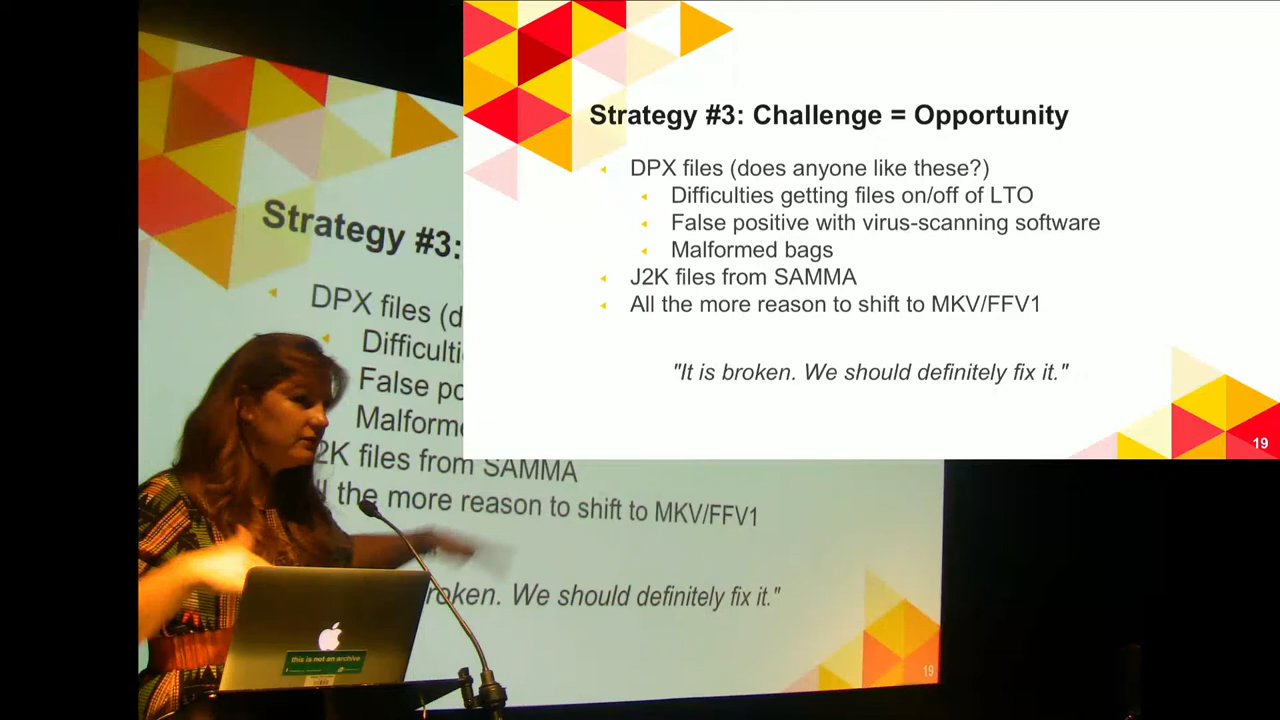 Strategy #3: Challenge = Opportunity
DPX files (does anyone like these?)
Difficulties getting files on/off of LTO
False positive with virus-scanning software
Malformed bags
J2K files from SAMMA
All the more reason to shift to MKV/FFV1
"It is broken. We should definitely fix it."
19
Strategy #3:
DPX files (d
Difficulti
False po
Malform
2K files from SAMMA
the more reason to shift to MKV/FFV1
roken. We should definitely fix it."
19
this is not an archive